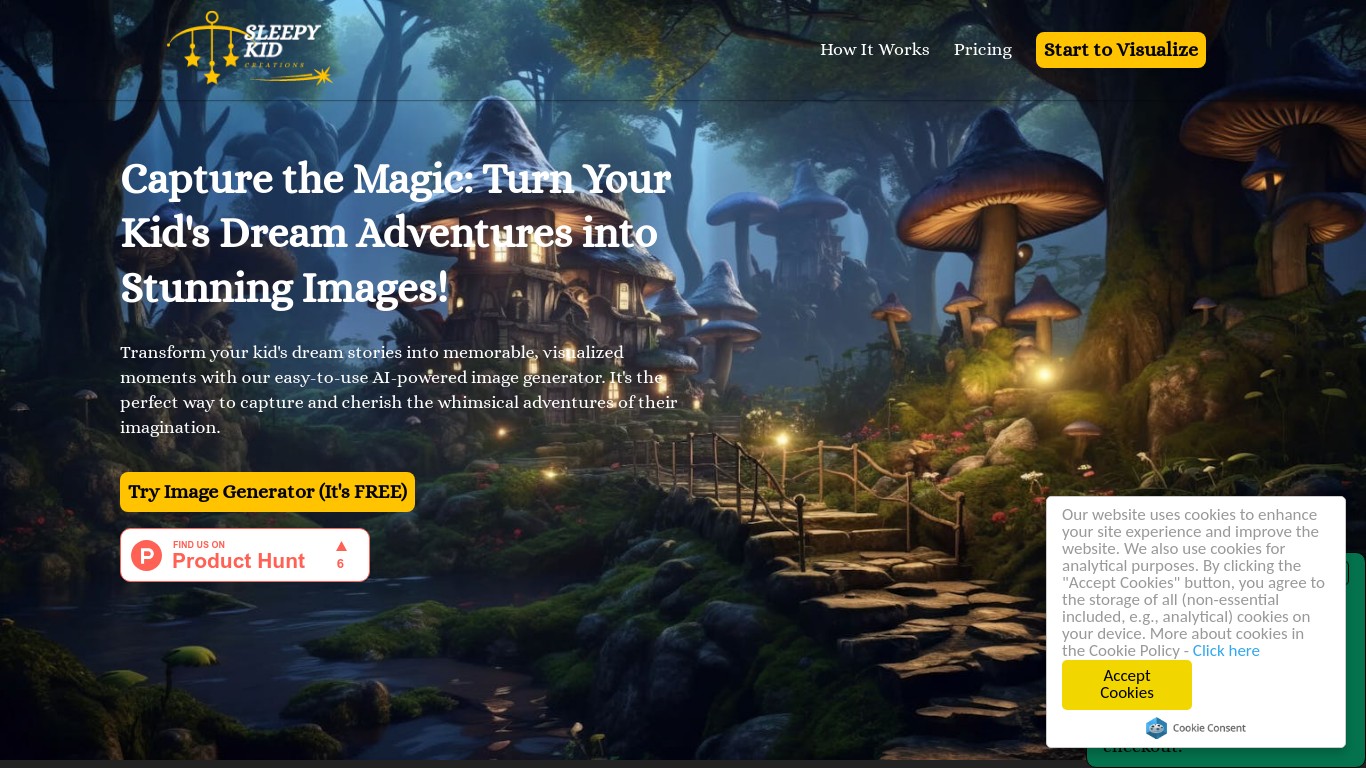 SLEEPY
KID
CREATIONS
How It Works
Pricing
Start to Visualize
Capture the Magic: Turn Your
Kid's Dream Adventures into
Stunning Images!
Transform your kid's dream stories into memorable, visualized
moments with our easy-to-use AI-powered image generator. It's the
perfect way to capture and cherish the whimsical adventures of their
imagination.
Try Image Generator (It's FREE)
P
FIND US ON
Product Hunt
6
Our website uses cookies to enhance
your site experience and improve the
website. We also use cookies for
analytical purposes. By clicking the
"Accept Cookies" button, you agree to
the storage of all (non-essential
included, e.g., analytical) cookies on
your device. More about cookies in
the Cookie Policy - Click here
Accept
Cookies
Cookie Consent
checkout.